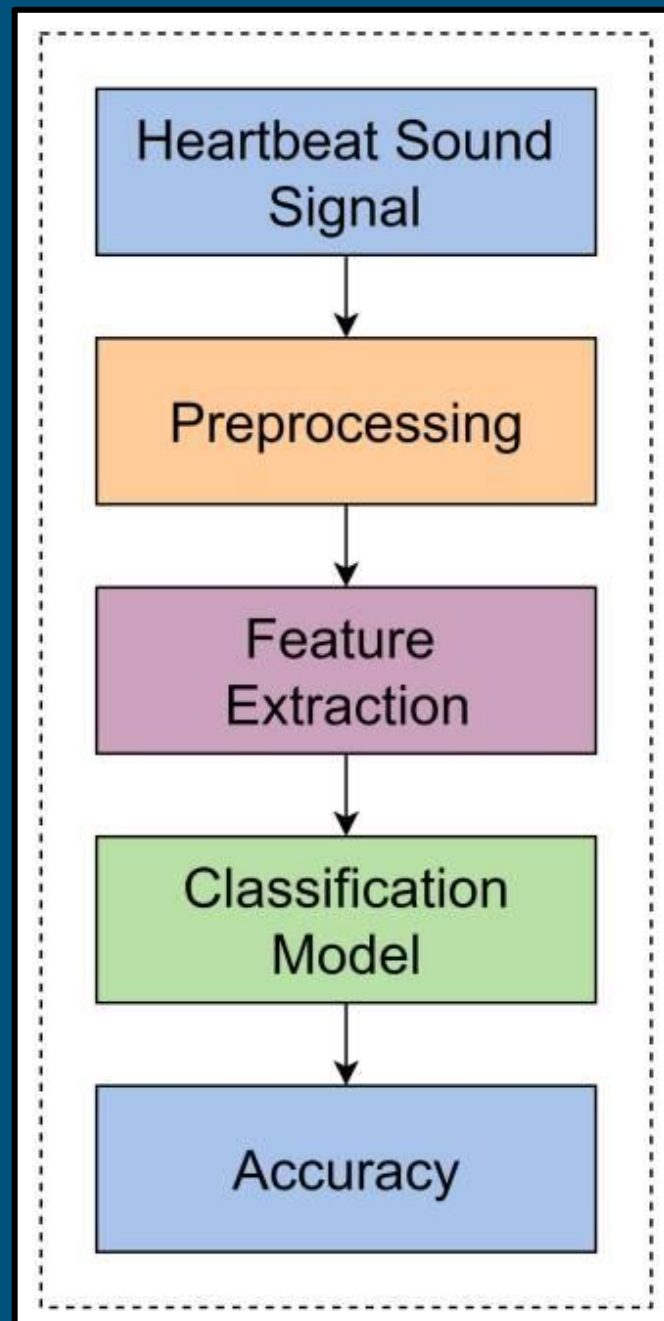 Heartbeat Sound
Signal
Preprocessing
Feature
Extraction
Classification
Model
Accuracy